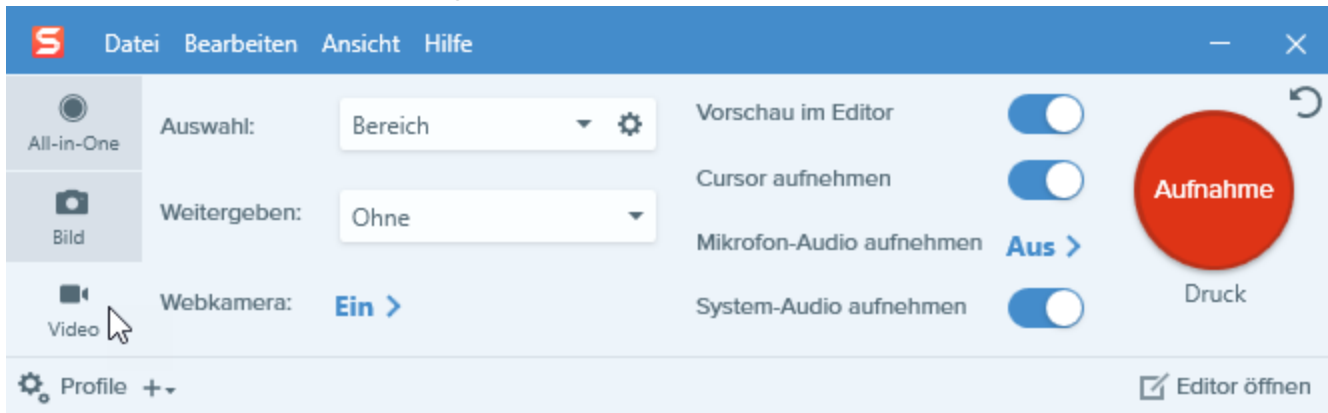 Datei Bearbeiten Ansicht Hilfe
All-in-One
Bild
Video
Auswahl: Bereich
Weitergeben: Ohne
Webkamera: Ein >
Vorschau im Editor
Cursor aufnehmen
Mikrofon-Audio aufnehmen Aus >
System-Audio aufnehmen
Aufnahme
Druck
Profile
Editor öffnen